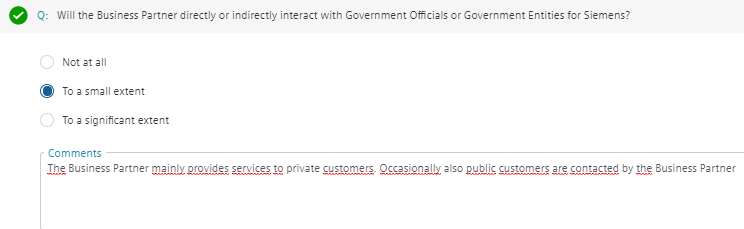 Q: Will the Business Partner directly or indirectly interact with Government Officials or Government Entities for Siemens?
Not at all
To a small extent
To a significant extent
Comments
The Business Partner mainly provides services to private customers. Occasionally also public customers are contacted by the Business Partner